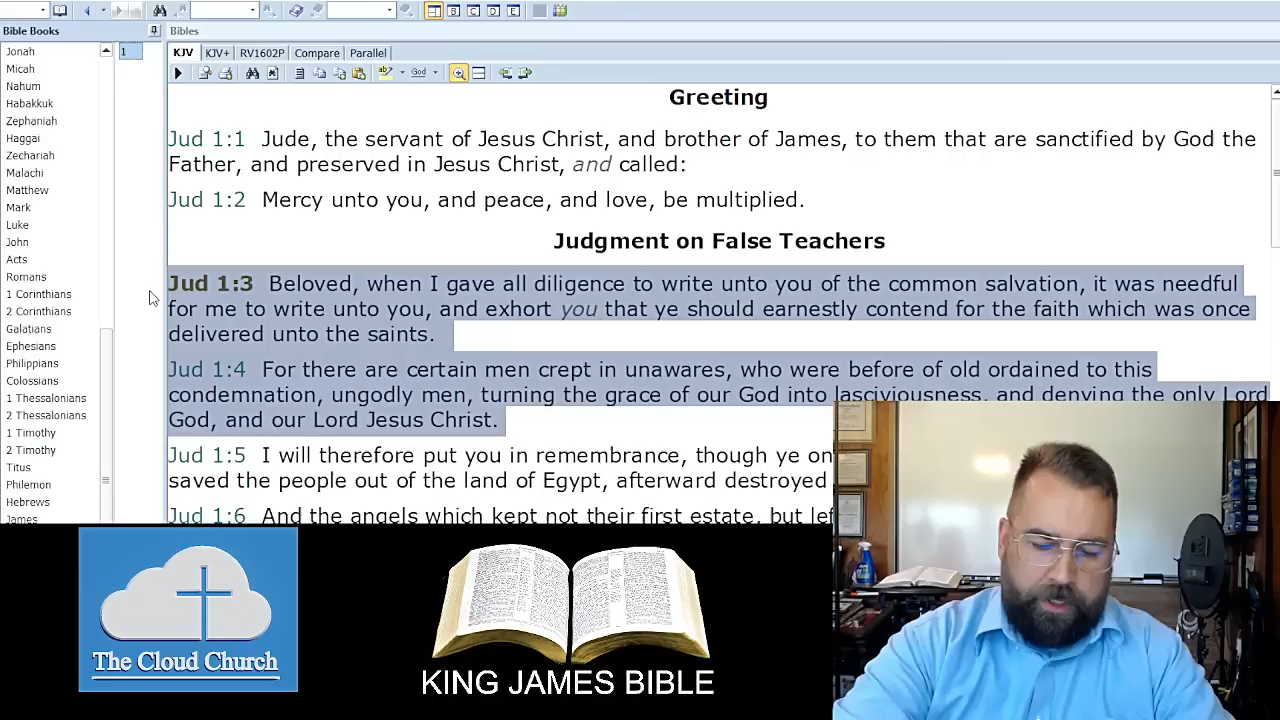 Bible Books
Bibles
Jonah
Micah
Nahum
Habakkuk
Zephaniah
Haggai
Zechariah
Malachi
Matthew
Mark
Luke
John
Acts
Romans
1 Corinthians
2 Corinthians
Galatians
Ephesians
Philippians
Colossians
1 Thessalonians
2 Thessalonians
1 Timothy
2 Timothy
Titus
Philemon
Hebrews
James
1
KJV KJV+ RV1602P Compare Parallel
B C D E
God
Greeting
Jud 1:1 Jude, the servant of Jesus Christ, and brother of James, to them that are sanctified by God the
Father, and preserved in Jesus Christ, and called:
Jud 1:2 Mercy unto you, and peace, and love, be multiplied.
Judgment on False Teachers
Jud 1:3 Beloved, when I gave all diligence to write unto you of the common salvation, it was needful
for me to write unto you, and exhort you that ye should earnestly contend for the faith which was once
delivered unto the saints.
Jud 1:4 For there are certain men crept in unawares, who were before of old ordained to this
condemnation, ungodly men, turning the grace of our God into lasciviousness, and denying the only Lord
God, and our Lord Jesus Christ.
Jud 1:5 I will therefore put you in remembrance, though ye on
saved the people out of the land of Egypt, afterward destroyed
Jud 1:6 And the angels which kept not their first estate, but lef
The Cloud Church
KING JAMES BIBLE